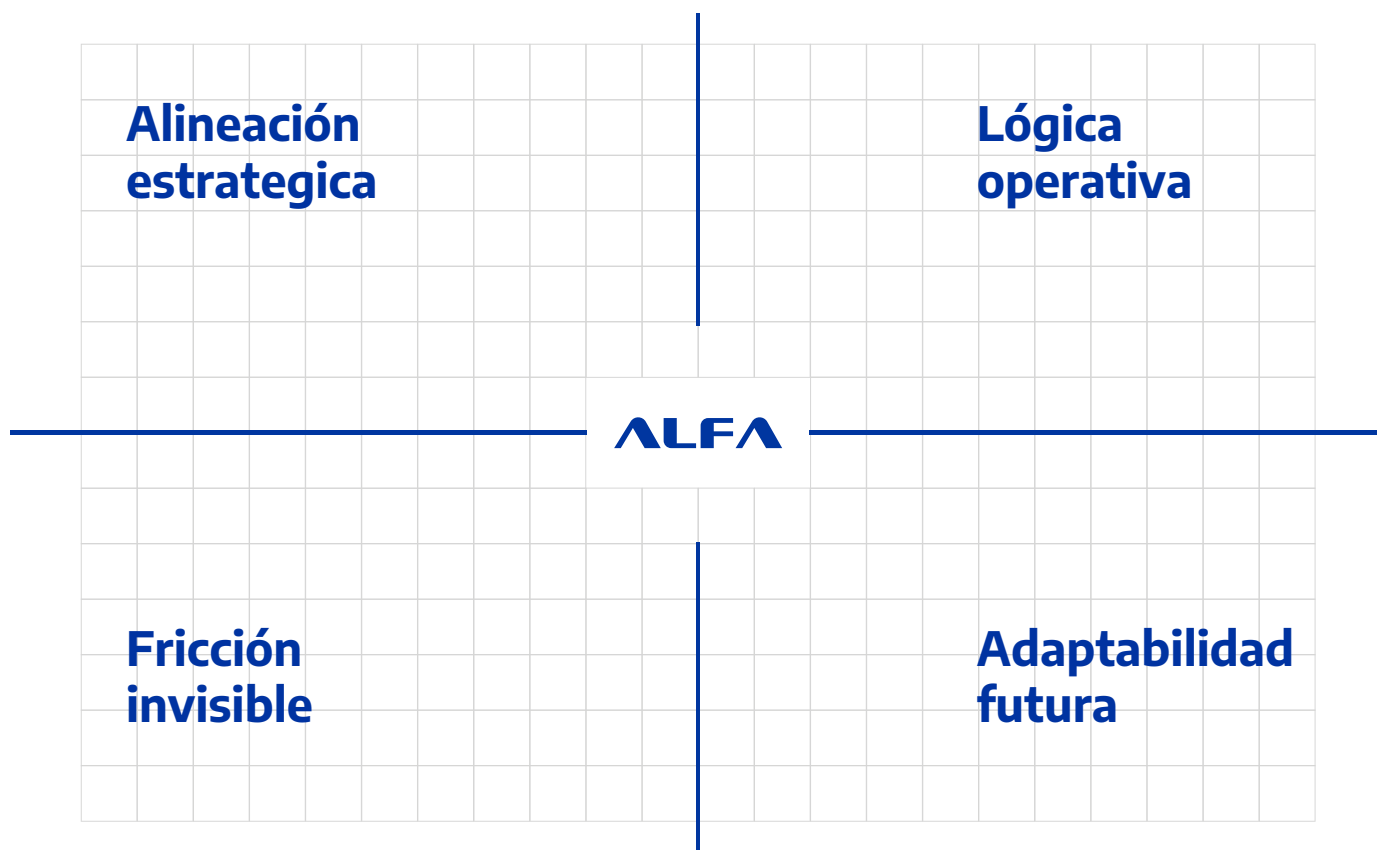 Alineación
estrategica
Lógica
operativa
ALFA
Fricción
invisible
Adaptabilidad
futura